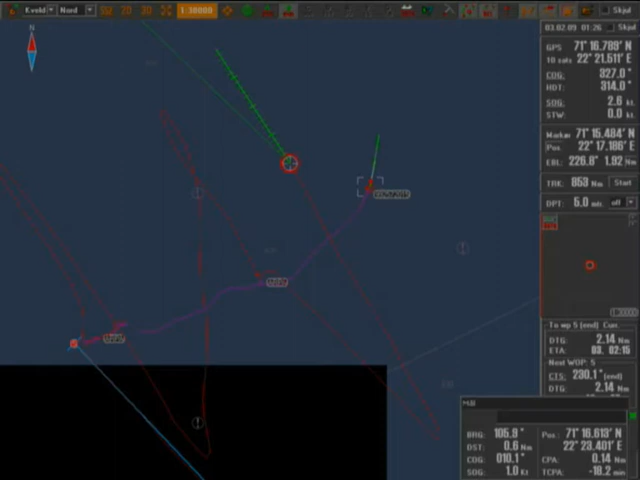 Kveld
Nord
2D
3D
1:10000
Skjul
03.02.09 01:26
Skjul
GPS 71° 16.789' N
10 sats 22° 21.511' E
COG: 327.0 °
HDT: 314.0 °
SOG: 2.6 kt.
STW: 0.0 kt.
Markør 71° 15.484' N
Pos. 22° 17.186' E
EBL: 226.8° 1.92 Nm
TRK: 853 Nm Start
DPT: 5.0 mtr. off
N
To wp 5 (end) Curr.
DTG: 2.14 Nm
ETA: 03. 02:15
Next WOP: 5
CTS: 230.1 ° (end)
DTG: 2.14 Nm
Mål
BRG: 105.9 ° Pos: 71° 16.613' N
DST: 0.6 Nm 22° 23.401' E
COG: 010.1 ° CPA: 0.14 Nm
SOG: 1.0 Kt TCPA: -18.2 min